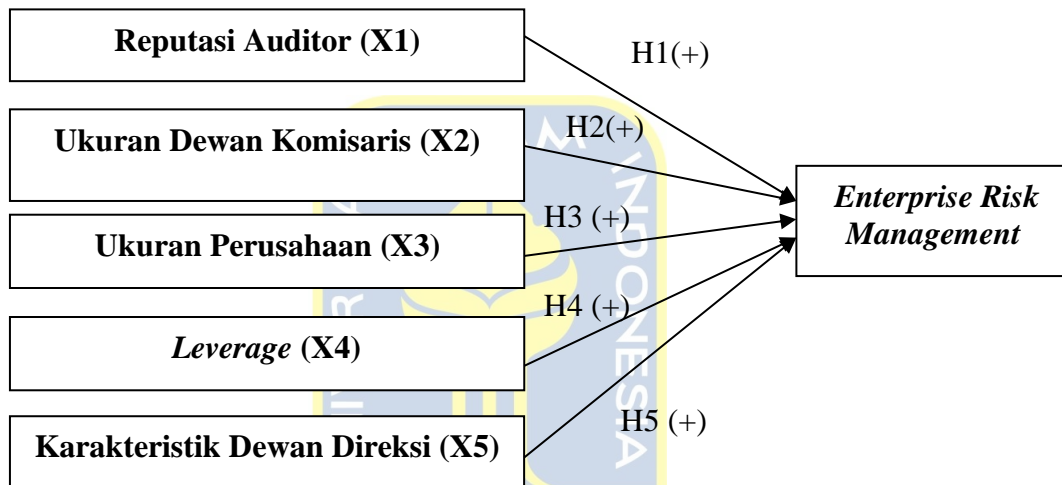 Reputasi Auditor (X1)
H1(+)
Ukuran Dewan Komisaris (X2)
H2(+)
Enterprise Risk
Management
Ukuran Perusahaan (X3)
H3 (+)
Leverage (X4)
H4 (+)
Karakteristik Dewan Direksi (X5)
H5 (+)
INDONESIA